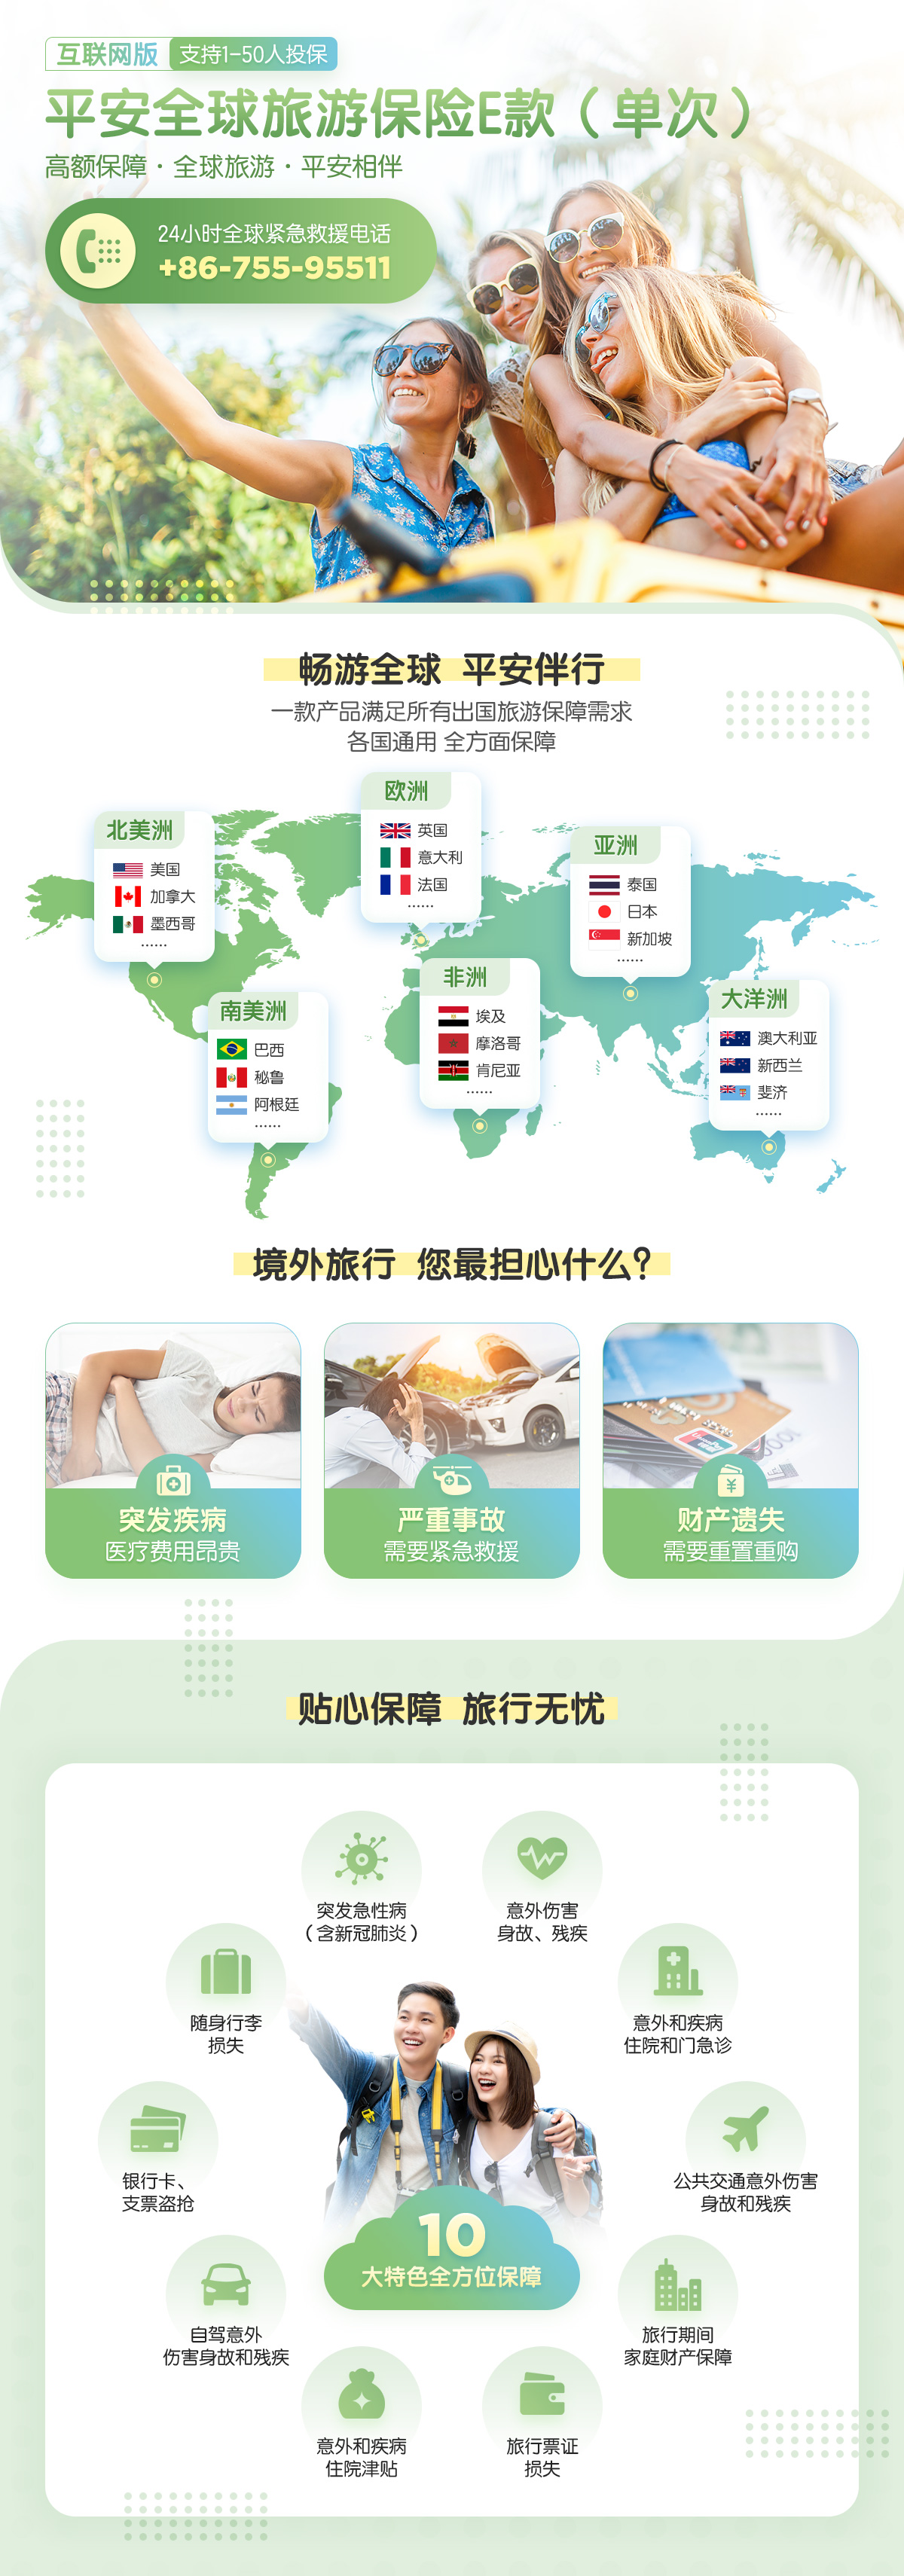 互联网版 支持1-50人投保
平安全球旅游保险E款（单次）
高额保障·全球旅游·平安相伴
24小时全球紧急救援电话
+86-755-95511
畅游全球 平安伴行
一款产品满足所有出国旅游保障需求
各国通用 全方面保障
北美洲
美国
加拿大
墨西哥
......
欧洲
英国
意大利
法国
......
亚洲
泰国
日本
新加坡
......
南美洲
巴西
秘鲁
阿根廷
......
非洲
埃及
摩洛哥
肯尼亚
......
大洋洲
澳大利亚
新西兰
斐济
......
境外旅行 您最担心什么?
突发疾病
医疗费用昂贵
严重事故
需要紧急救援
财产遗失
需要重置重购
贴心保障 旅行无忧
突发急性病
（含新冠肺炎）
意外伤害
身故、残疾
随身行李
损失
意外和疾病
住院和门急诊
银行卡、
支票盗抢
公共交通意外伤害
身故和残疾
10
大特色全方位保障
自驾意外
伤害身故和残疾
旅行期间
家庭财产保障
意外和疾病
住院津贴
旅行票证
损失